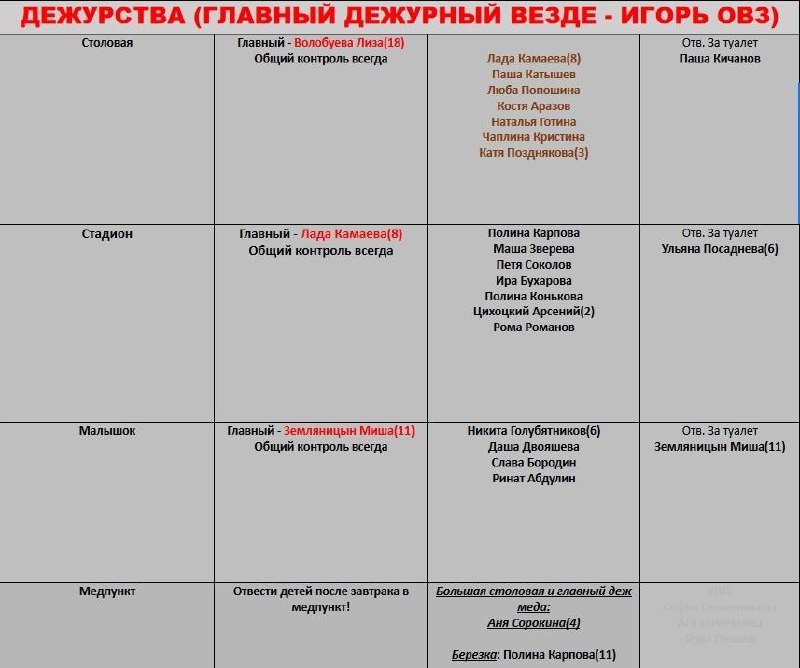 ДЕЖУРСТВА (ГЛАВНЫЙ ДЕЖУРНЫЙ ВЕЗДЕ - ИГОРЬ ОВЗ)
Столовая
Главный - Волобуева Лиза(18)
Общий контроль всегда
Лада Камаева(8)
Паша Катышев
Люба Попошина
Костя Аразов
Наталья Готина
Чаплина Кристина
Катя Позднякова(3)
Отв. За туалет
Паша Кичанов
Стадион
Главный - Лада Камаева(8)
Общий контроль всегда
Полина Карпова
Маша Зверева
Петя Соколов
Ира Бухарова
Полина Конькова
Цихоцкий Арсений(2)
Рома Романов
Отв. За туалет
Ульяна Посаднева(6)
Малышок
Главный - Земляницын Миша(11)
Общий контроль всегда
Никита Голубятников(6)
Даша Двояшева
Слава Бородин
Ринат Абдулин
Отв. За туалет
Земляницын Миша(11)
Медпункт
Отвести детей после завтрака в
медпункт!
Большая столовая и главный деж
меда:
Аня Сорокина(4)
Березка: Полина Карпова(11)